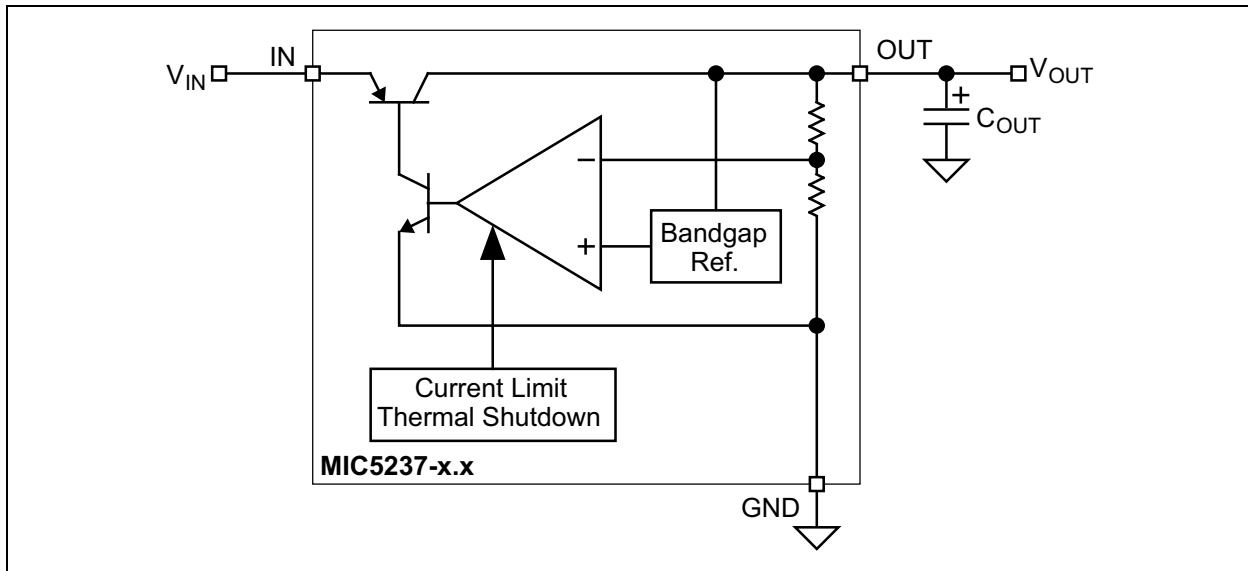 IN
OUT
VIN
VOUT
+
COUT
−
+
Bandgap
Ref.
Current Limit
Thermal Shutdown
MIC5237-x.x
GND